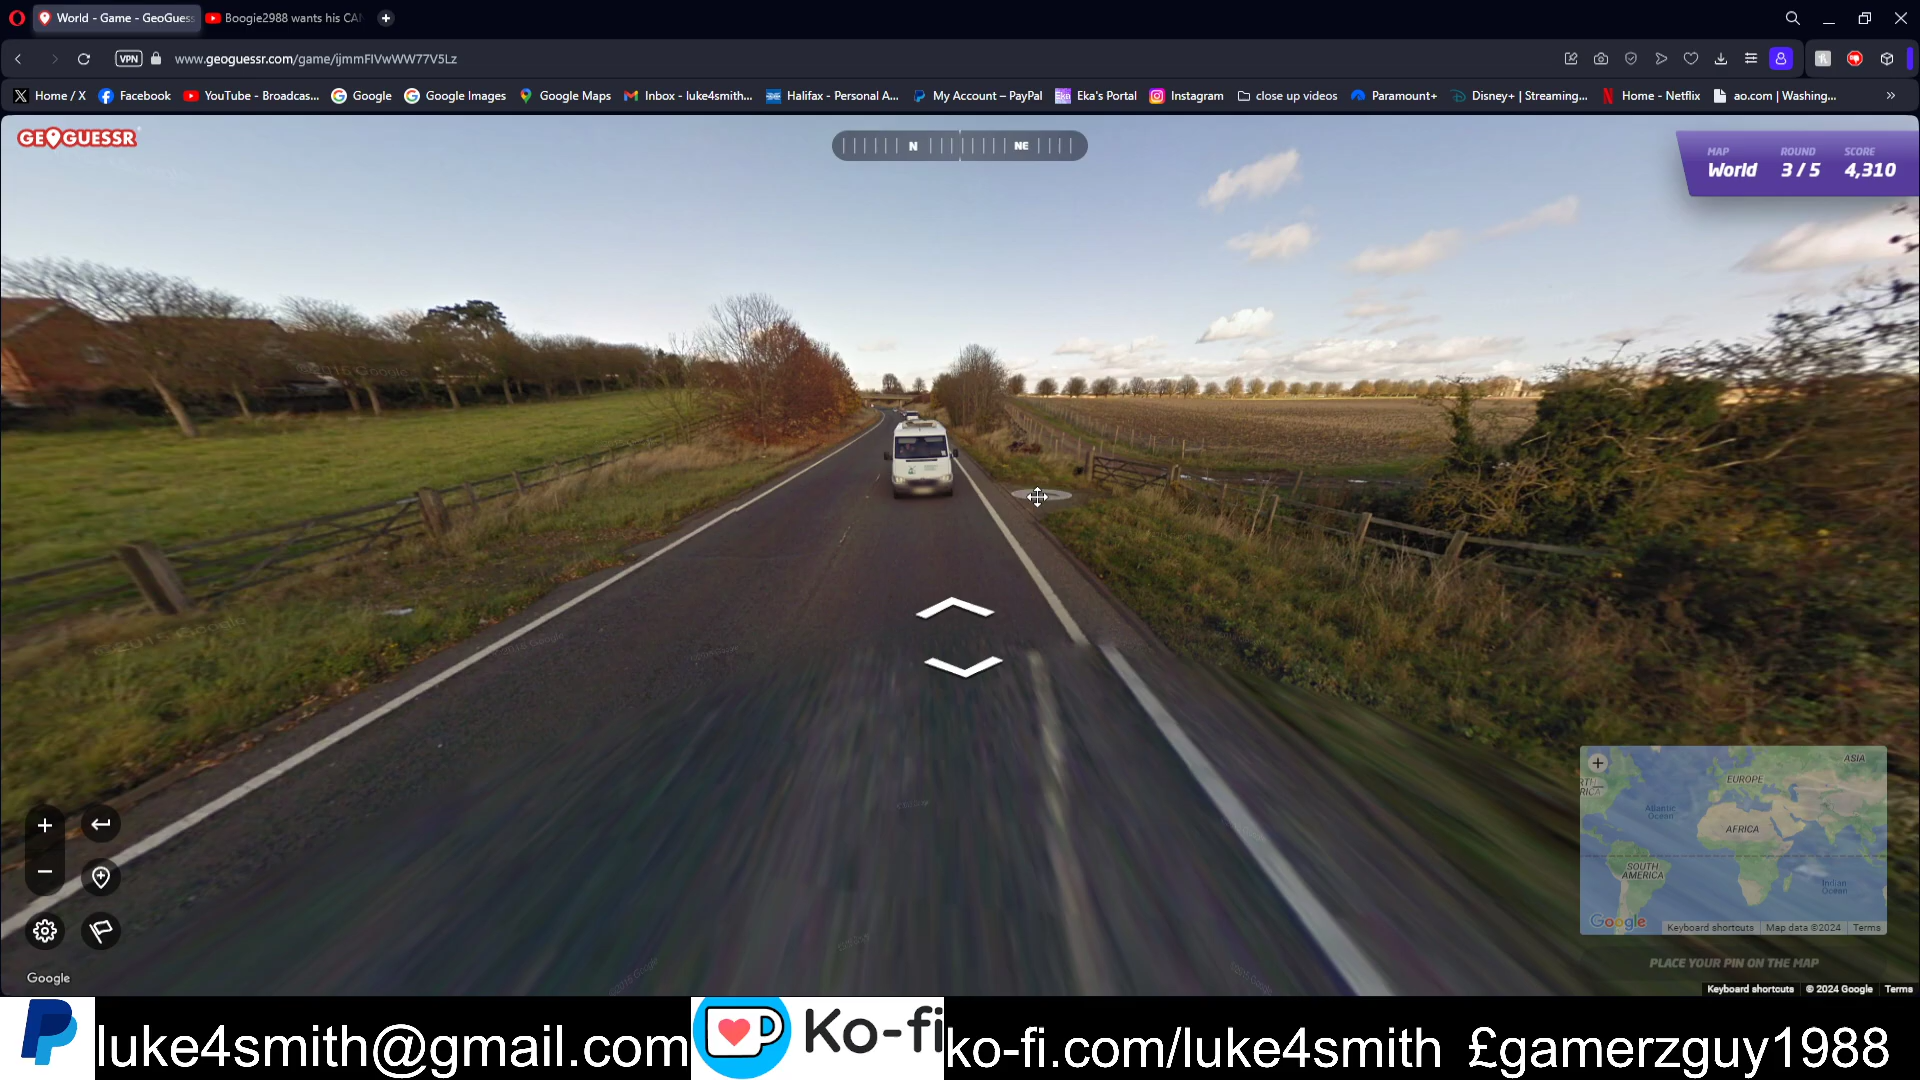 World - Game - GeoGuess
Boogie2988 wants his CA
VPN
www.geoguessr.com/game/ijmmFIVwWW77V5Lz
Home / X
Facebook
YouTube - Broadcas...
Google
Google Images
Google Maps
Inbox - luke4smith...
Halifax - Personal A...
My Account – PayPal
Eka's Portal
Instagram
close up videos
Paramount+
Disney+ | Streaming...
Home - Netflix
ao.com | Washing...
GEOGUESSR
N
NE
MAP
World
ROUND
3 / 5
SCORE
4,310
ASIA
EUROPE
Atlantic
Ocean
AFRICA
SOUTH
AMERICA
Indian
Ocean
Google
Keyboard shortcuts
Map data ©2024
Terms
PLACE YOUR PIN ON THE MAP
Google
Keyboard shortcuts
© 2024 Google
Terms
luke4smith@gmail.com
Ko-fi
ko-fi.com/luke4smith £gamerzguy1988